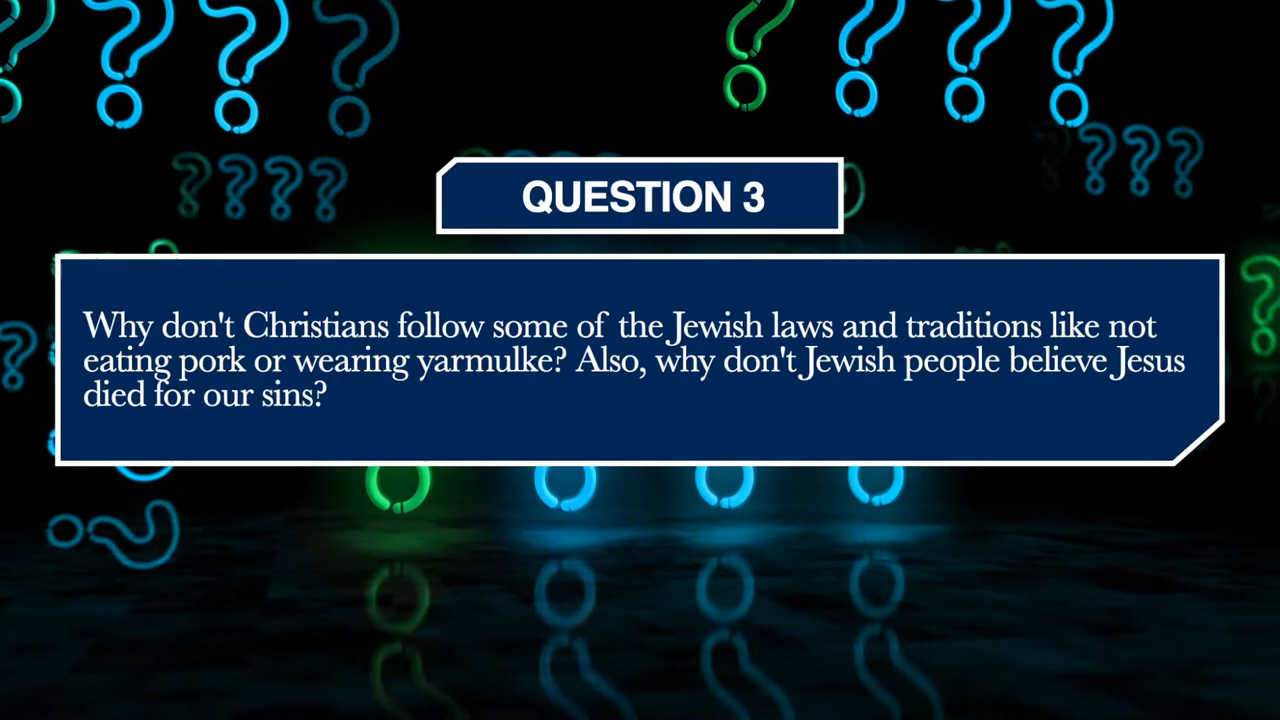 QUESTION 3
Why don't Christians follow some of the Jewish laws and traditions like not
eating pork or wearing yarmulke? Also, why don't Jewish people believe Jesus
died for our sins?